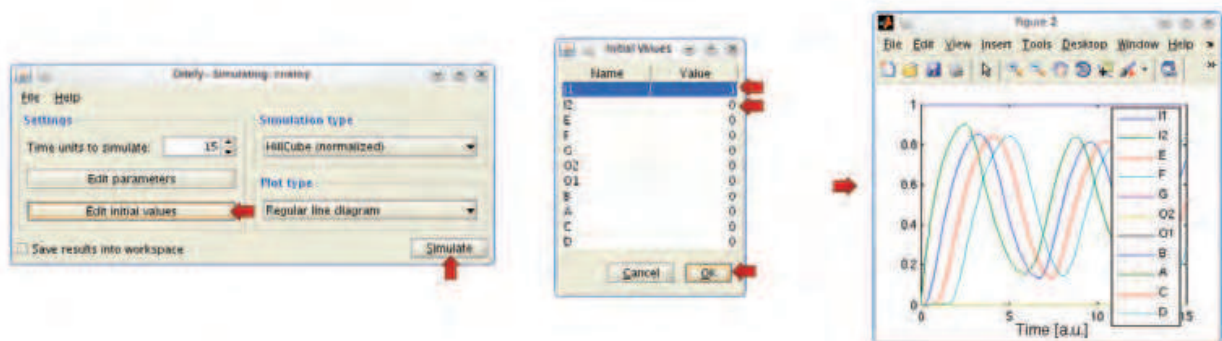 Odefy - Simulating: cnatoy
File Help
Settings
Time units to simulate: 15
Edit parameters
Edit initial values
Save results into workspace
Simulation type
HillCube (normalized)
Plot type
Regular line diagram
Simulate
Initial Values
Name Value
I1 1
I2 0
E 0
F 0
G 0
O2 0
O1 0
B 0
A 0
C 0
D 0
Cancel OK
Figure 2
File Edit View Insert Tools Desktop Window Help
1
0.8
0.6
0.4
0.2
0
0 5 10 15
Time [a.u.]
I1
I2
E
F
G
O2
O1
B
A
C
D